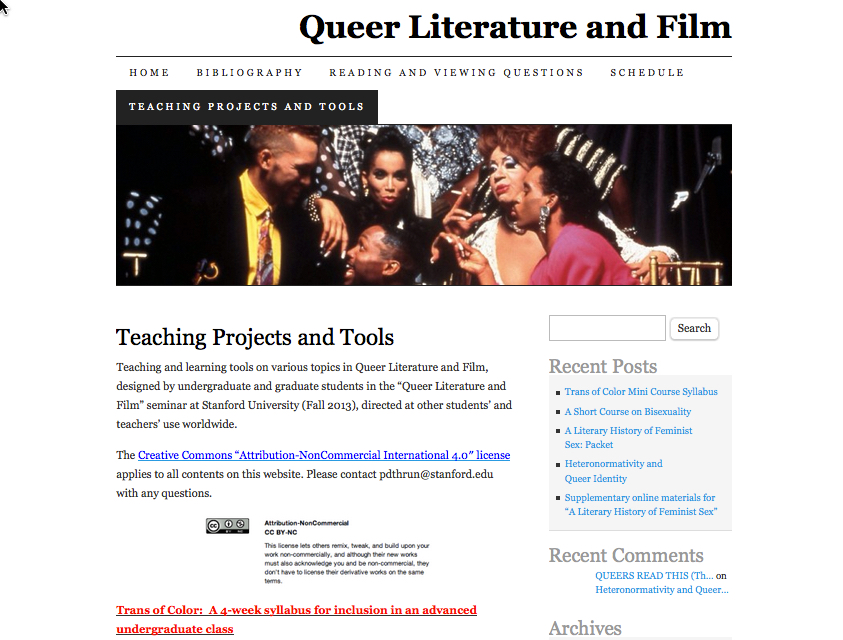 Queer Literature and Film
HOME BIBLIOGRAPHY READING AND VIEWING QUESTIONS SCHEDULE
TEACHING PROJECTS AND TOOLS
Teaching Projects and Tools
Teaching and learning tools on various topics in Queer Literature and Film,
designed by undergraduate and graduate students in the “Queer Literature and
Film” seminar at Stanford University (Fall 2013), directed at other students’ and
teachers’ use worldwide.
The Creative Commons “Attribution-NonCommercial International 4.0″ license
applies to all contents on this website. Please contact pdthrun@stanford.edu
with any questions.
Attribution-NonCommercial
CC BY-NC
This license lets others remix, tweak, and build upon your
work non-commercially, and although their new works
must also acknowledge you and be non-commercial, they
don’t have to license their derivative works on the same
terms.
Trans of Color:  A 4-week syllabus for inclusion in an advanced
undergraduate class
Search
Recent Posts
Trans of Color Mini Course Syllabus
A Short Course on Bisexuality
A Literary History of Feminist
Sex: Packet
Heteronormativity and
Queer Identity
Supplementary online materials for
“A Literary History of Feminist Sex”
Recent Comments
QUEERS READ THIS (Th... on
Heteronormativity and Queer...
Archives